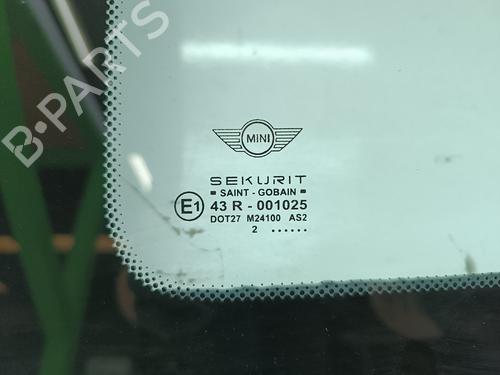 B-PARTS
MINI
SEKURIT
SAINT - GOBAIN
E1 43 R - 001025
DOT27 M24100 AS2
2 ......